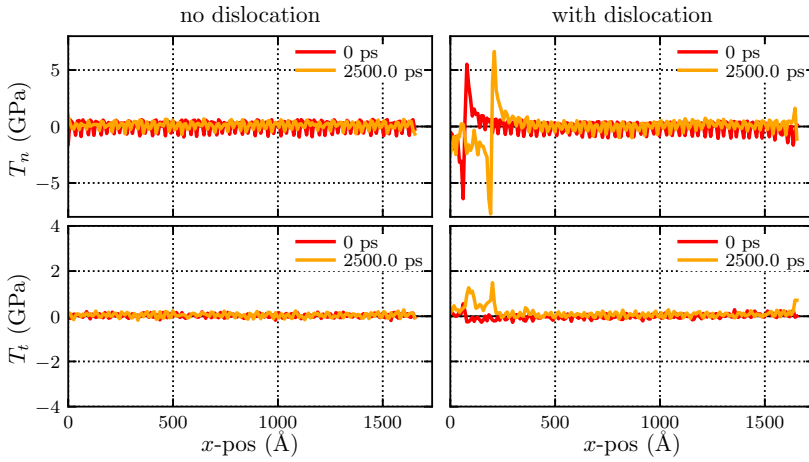 no dislocation
with dislocation
T_n (GPa)
5
0
−5
0 ps
2500.0 ps
0 ps
2500.0 ps
T_t (GPa)
4
2
0
−2
−4
0 ps
2500.0 ps
0 ps
2500.0 ps
0 500 1000 1500
0 500 1000 1500
x-pos (Å)
x-pos (Å)